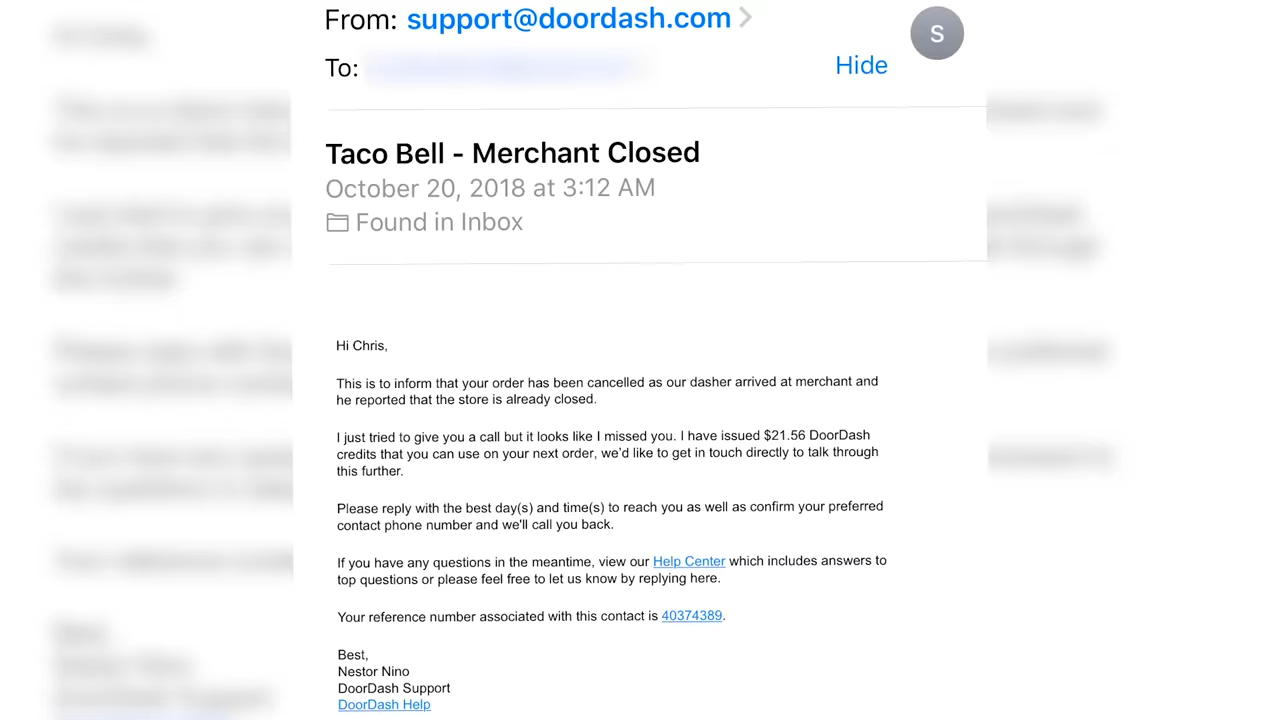 From: support@doordash.com
S
To:
Hide
Taco Bell - Merchant Closed
October 20, 2018 at 3:12 AM
Found in Inbox
Hi Chris,
This is to inform that your order has been cancelled as our dasher arrived at merchant and
he reported that the store is already closed.
I just tried to give you a call but it looks like I missed you. I have issued $21.56 DoorDash
credits that you can use on your next order, we'd like to get in touch directly to talk through
this further.
Please reply with the best day(s) and time(s) to reach you as well as confirm your preferred
contact phone number and we'll call you back.
If you have any questions in the meantime, view our Help Center which includes answers to
top questions or please feel free to let us know by replying here.
Your reference number associated with this contact is 40374389.
Best,
Nestor Nino
DoorDash Support
DoorDash Help